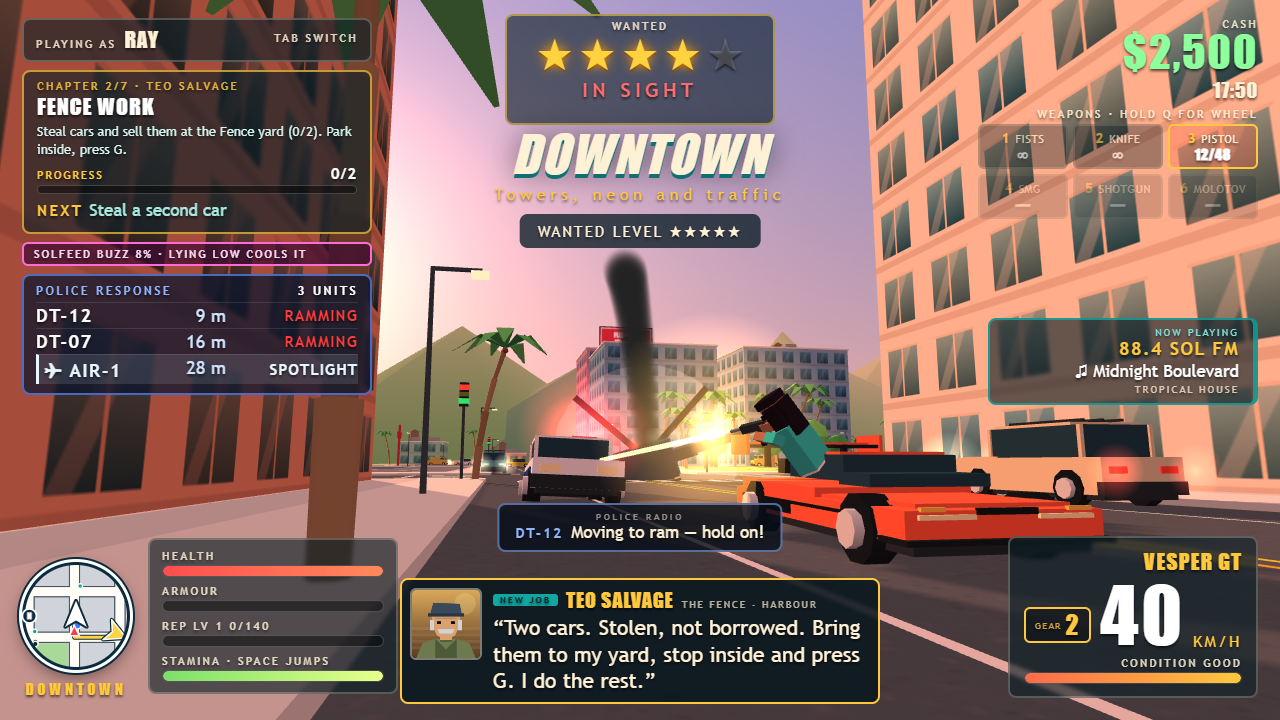 PLAYING AS RAY
TAB SWITCH
CHAPTER 2/7 · TEO SALVAGE
FENCE WORK
Steal cars and sell them at the Fence yard (0/2). Park
inside, press G.
PROGRESS 0/2
NEXT Steal a second car
SOLFEED BUZZ 8% · LYING LOW COOLS IT
POLICE RESPONSE 3 UNITS
DT-12 9 m RAMMING
DT-07 16 m RAMMING
AIR-1 28 m SPOTLIGHT
WANTED
★★★★★
IN SIGHT
DOWNTOWN
Towers, neon and traffic
WANTED LEVEL ★★★★★
CASH
$2,500
17:50
WEAPONS · HOLD Q FOR WHEEL
1 FISTS ∞
2 KNIFE ∞
3 PISTOL 12/48
4 SMG —
5 SHOTGUN —
6 MOLOTOV —
NOW PLAYING
88.4 SOL FM
♫ Midnight Boulevard
TROPICAL HOUSE
POLICE RADIO
DT-12 Moving to ram — hold on!
HEALTH
ARMOUR
REP LV 1 0/140
STAMINA · SPACE JUMPS
DOWNTOWN
NEW JOB TEO SALVAGE THE FENCE · HARBOUR
“Two cars. Stolen, not borrowed. Bring
them to my yard, stop inside and press
G. I do the rest.”
VESPER GT
GEAR 2 40 KM/H
CONDITION GOOD